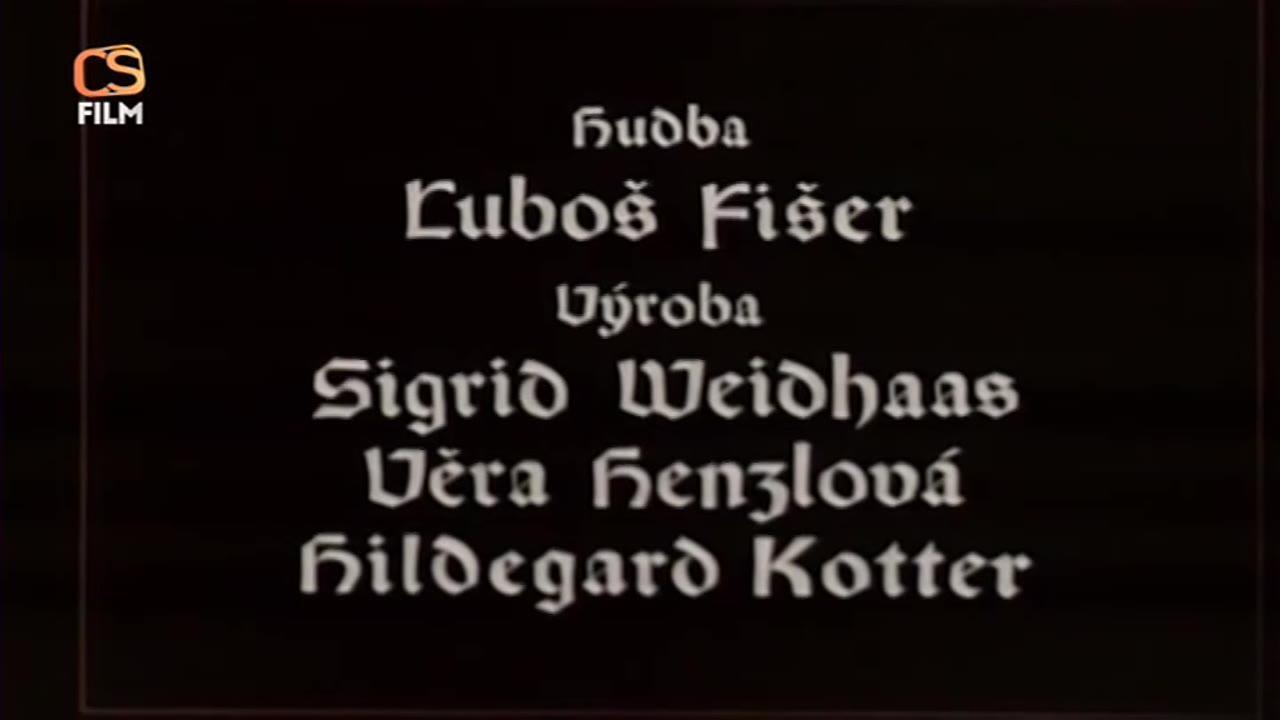 CS
FILM
Hudba
Luboš Fišer
Výroba
Sigrid Weidhaas
Věra Henzlová
Hildegard Kotter